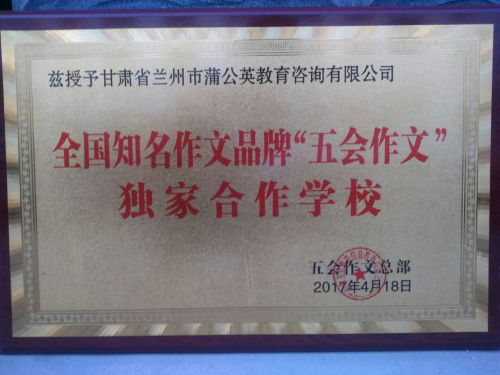 兹授予甘肃省兰州市蒲公英教育咨询有限公司
全国知名作文品牌“五会作文”
独家合作学校
五会作文总部
2017年4月18日